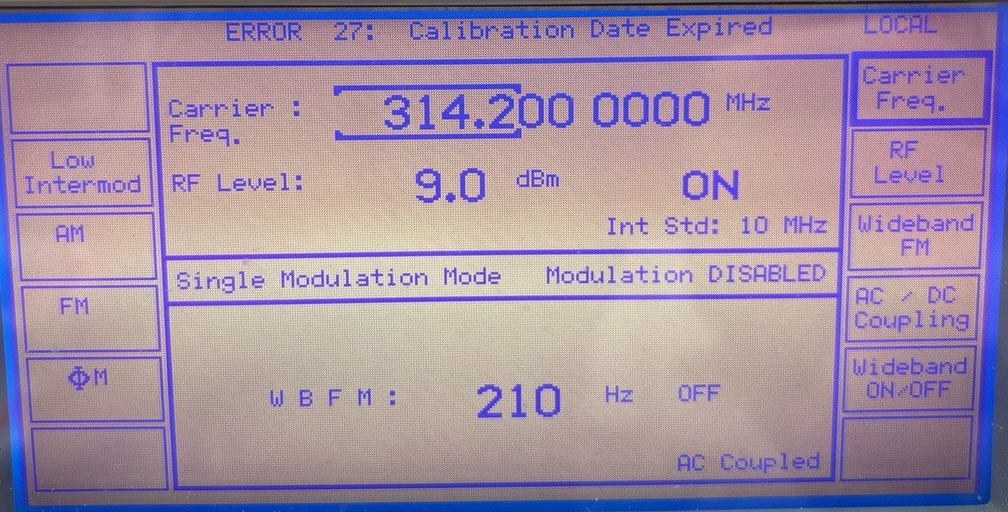 ERROR 27: Calibration Date Expired
LOCAL
Low
Intermod
AM
FM
ΦM
Carrier :
Freq.
314.200 0000 MHz
RF Level: 9.0 dBm ON
Int Std: 10 MHz
Single Modulation Mode Modulation DISABLED
W B F M : 210 Hz OFF
AC Coupled
Carrier
Freq.
RF
Level
Wideband
FM
AC / DC
Coupling
Wideband
ON/OFF